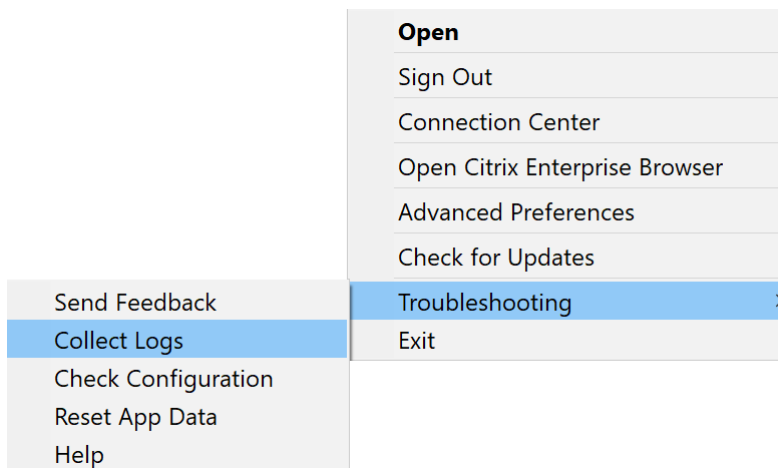 Open
Sign Out
Connection Center
Open Citrix Enterprise Browser
Advanced Preferences
Check for Updates
Troubleshooting
Exit
Send Feedback
Collect Logs
Check Configuration
Reset App Data
Help